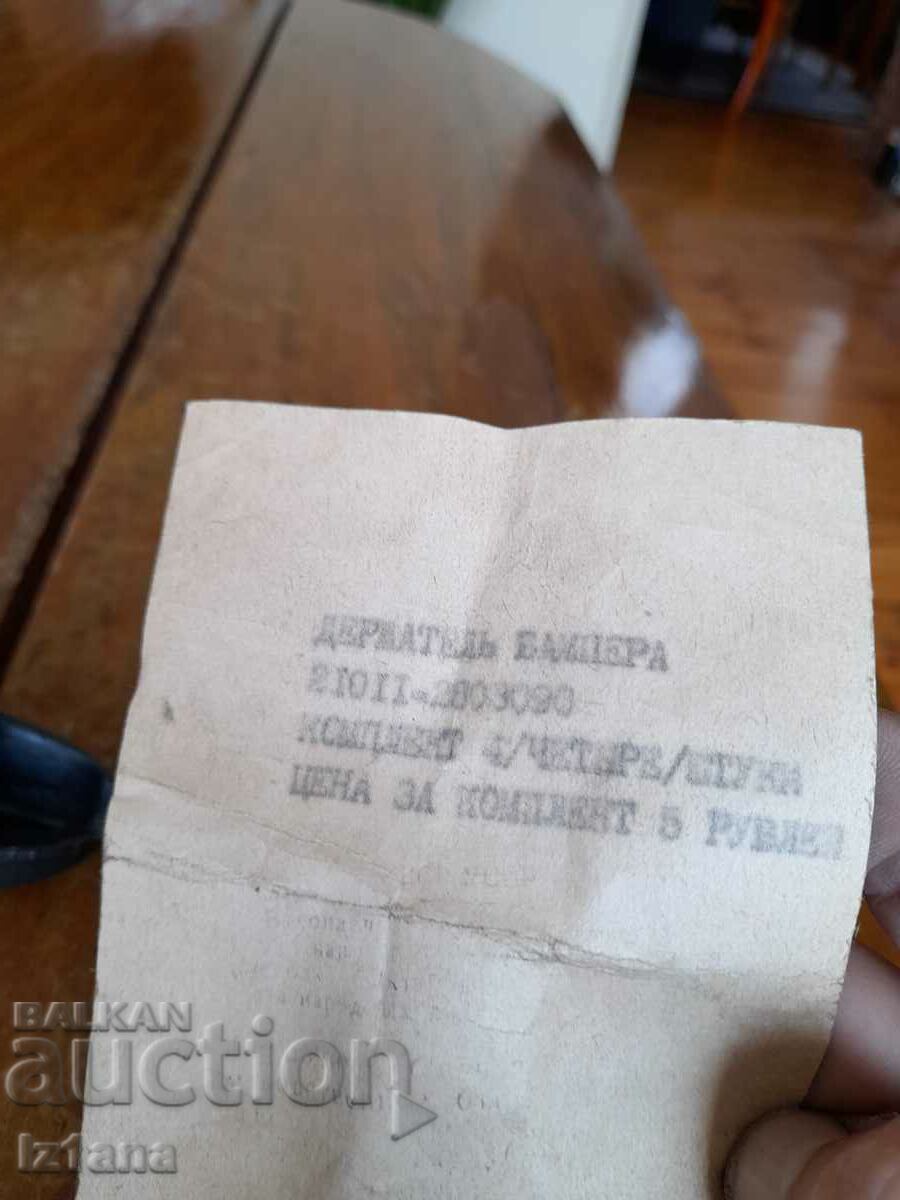 ДЕРЖАТЕЛЬ БАМПЕРА
21011-2803090
КОМПЛЕКТ 4/ЧЕТЫРЕ/ШТУКИ
ЦЕНА ЗА КОМПЛЕКТ 5 РУБЛЕЙ
BALKAN
auction
iz1ana